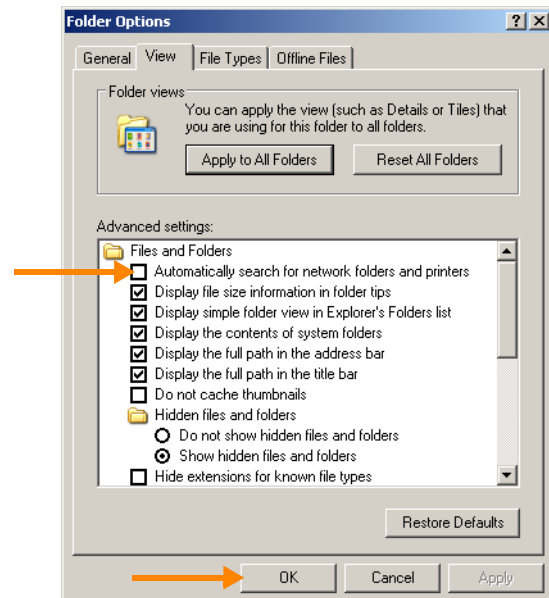 Folder Options
General View File Types Offline Files
Folder views
You can apply the view (such as Details or Tiles) that
you are using for this folder to all folders.
Apply to All Folders Reset All Folders
Advanced settings:
Files and Folders
Automatically search for network folders and printers
Display file size information in folder tips
Display simple folder view in Explorer's Folders list
Display the contents of system folders
Display the full path in the address bar
Display the full path in the title bar
Do not cache thumbnails
Hidden files and folders
Do not show hidden files and folders
Show hidden files and folders
Hide extensions for known file types
Restore Defaults
OK Cancel Apply